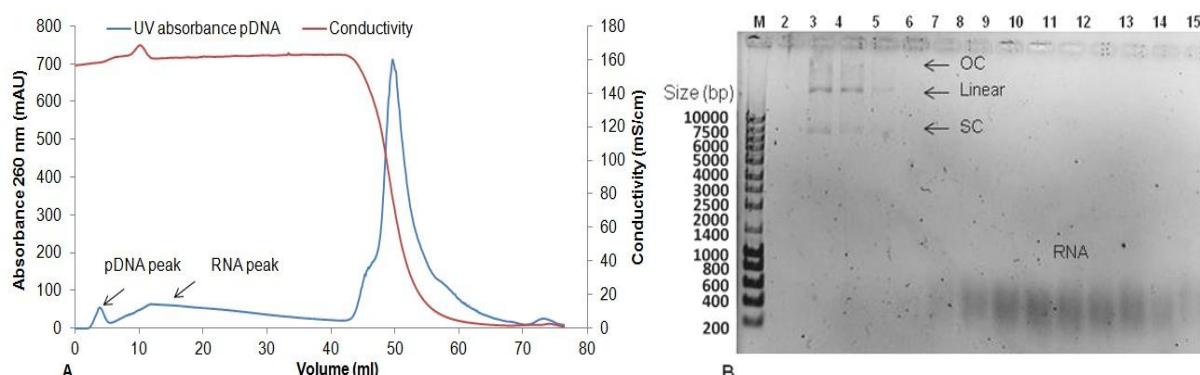 UV absorbance pDNA Conductivity
Absorbance 260 nm (mAU)
800
700
600
500
400
300
200
100
0
pDNA peak RNA peak
0 10 20 30 40 50 60 70 80
Volume (ml)
180
160
140
120
100
80
60
40
20
0
Conductivity (mS/cm)
A
M 2 3 4 5 6 7 8 9 10 11 12 13 14 15
Size (bp)
10000
7500
6000
5000
4000
3000
2500
2000
1400
1000
800
600
400
200
OC
Linear
SC
RNA
B